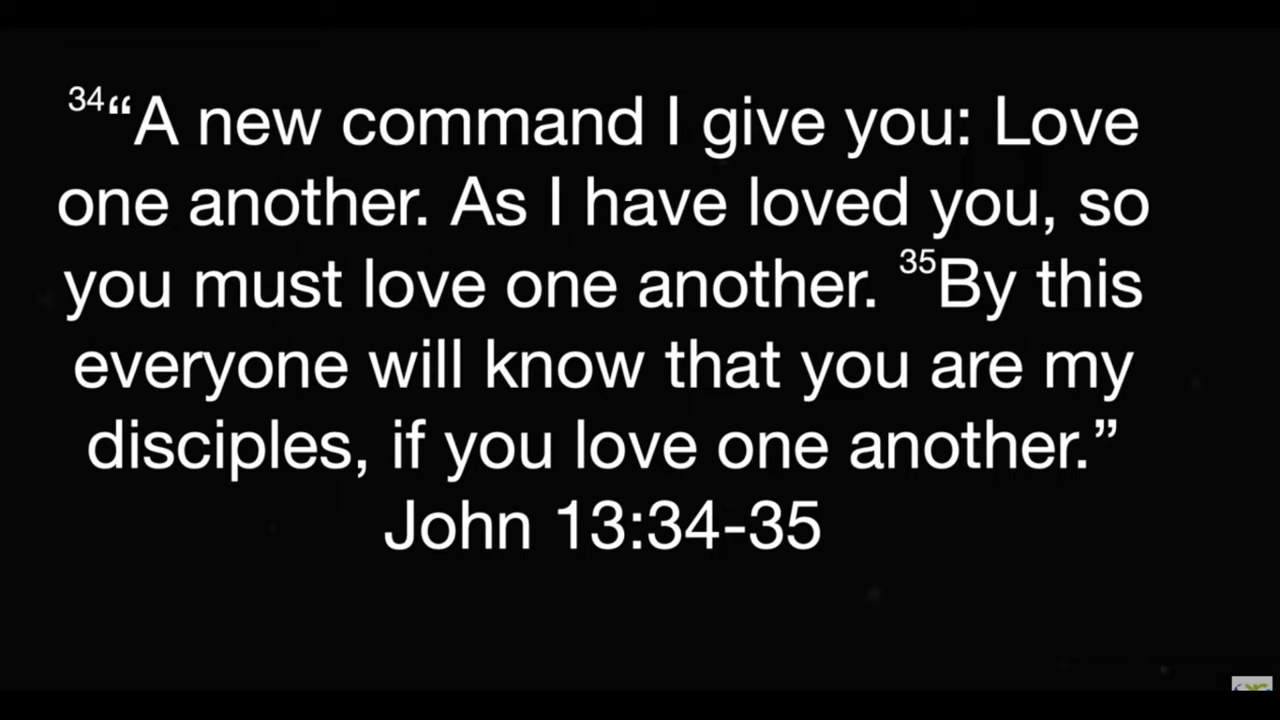 34“A new command I give you: Love
one another. As I have loved you, so
you must love one another. 35By this
everyone will know that you are my
disciples, if you love one another.”
John 13:34-35